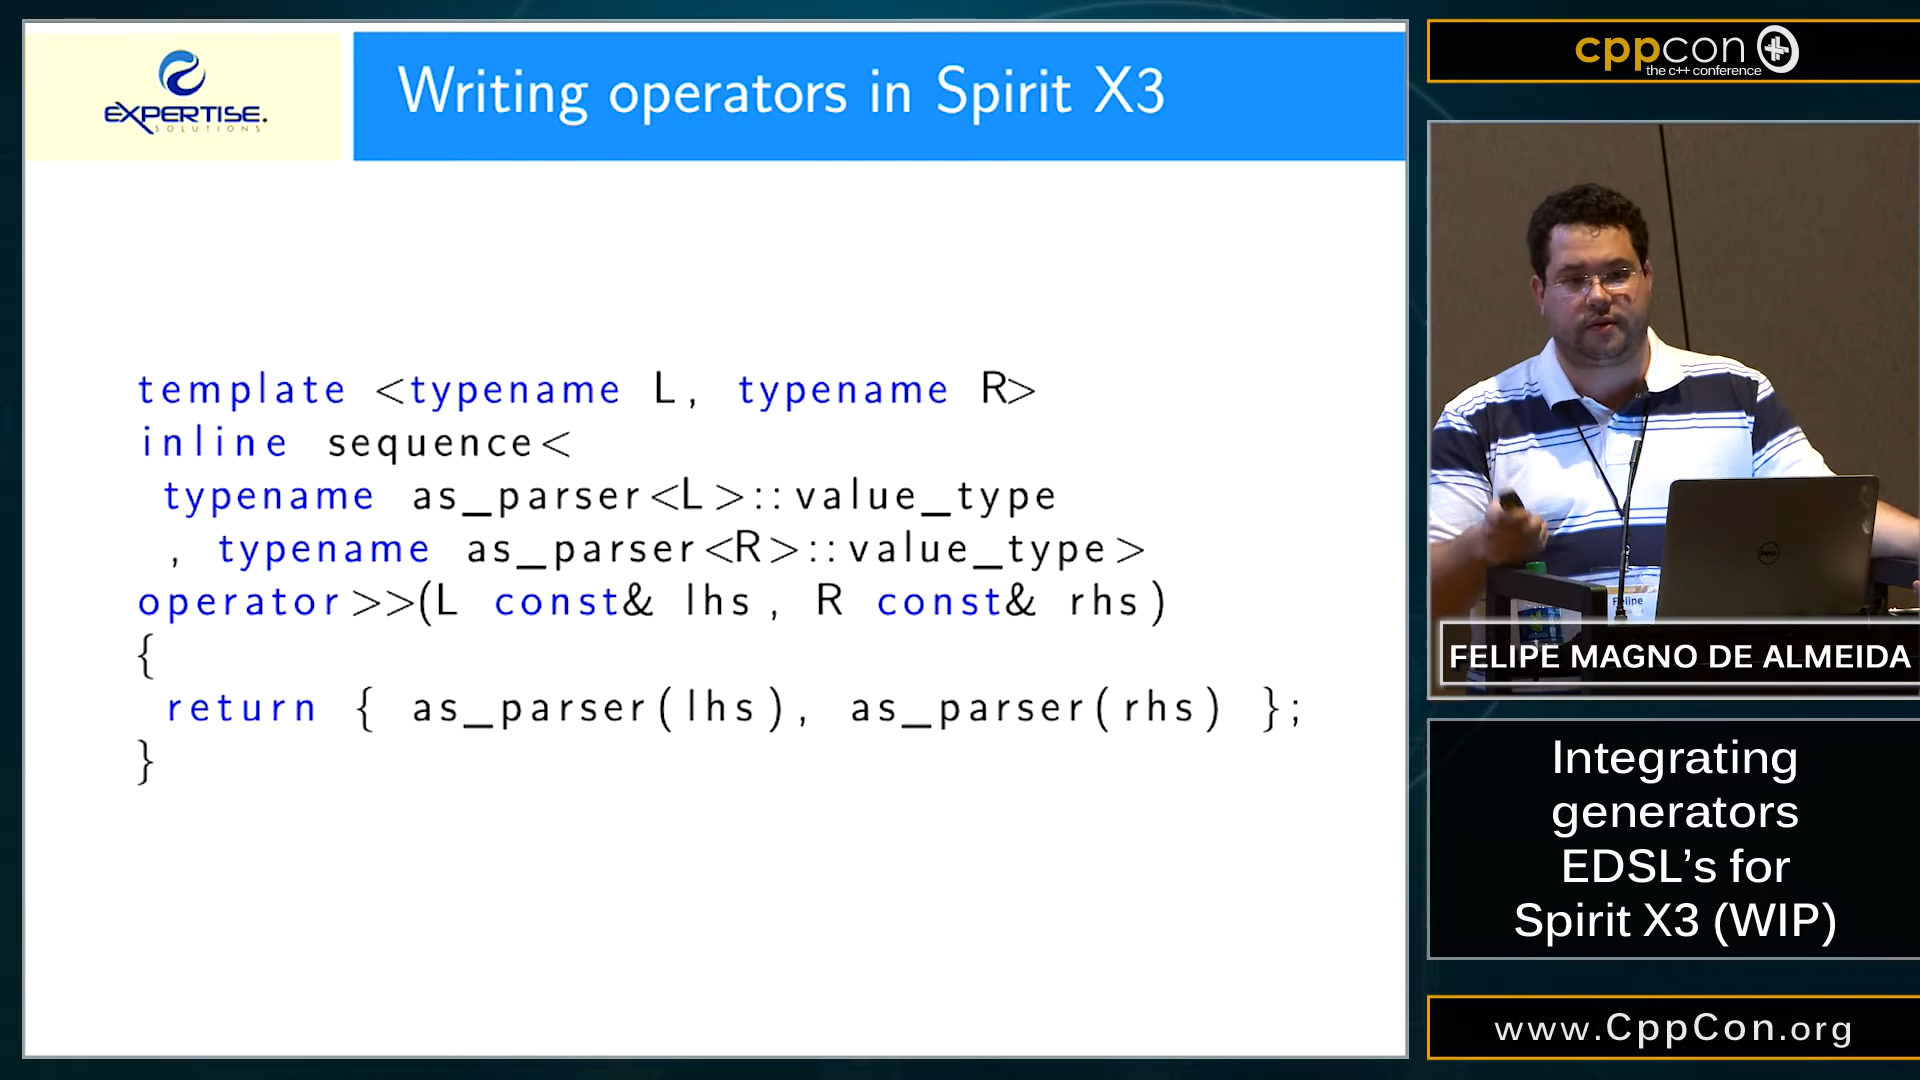 EXPERTISE.
SOLUTIONS
Writing operators in Spirit X3
template <typename L, typename R>
inline sequence<
typename as_parser<L>::value_type
, typename as_parser<R>::value_type>
operator>>(L const& lhs, R const& rhs)
{
return { as_parser(lhs), as_parser(rhs) };
}
cppcon
the c++ conference
DELL
Felipe
FELIPE MAGNO DE ALMEIDA
Integrating
generators
EDSL’s for
Spirit X3 (WIP)
www.CppCon.org